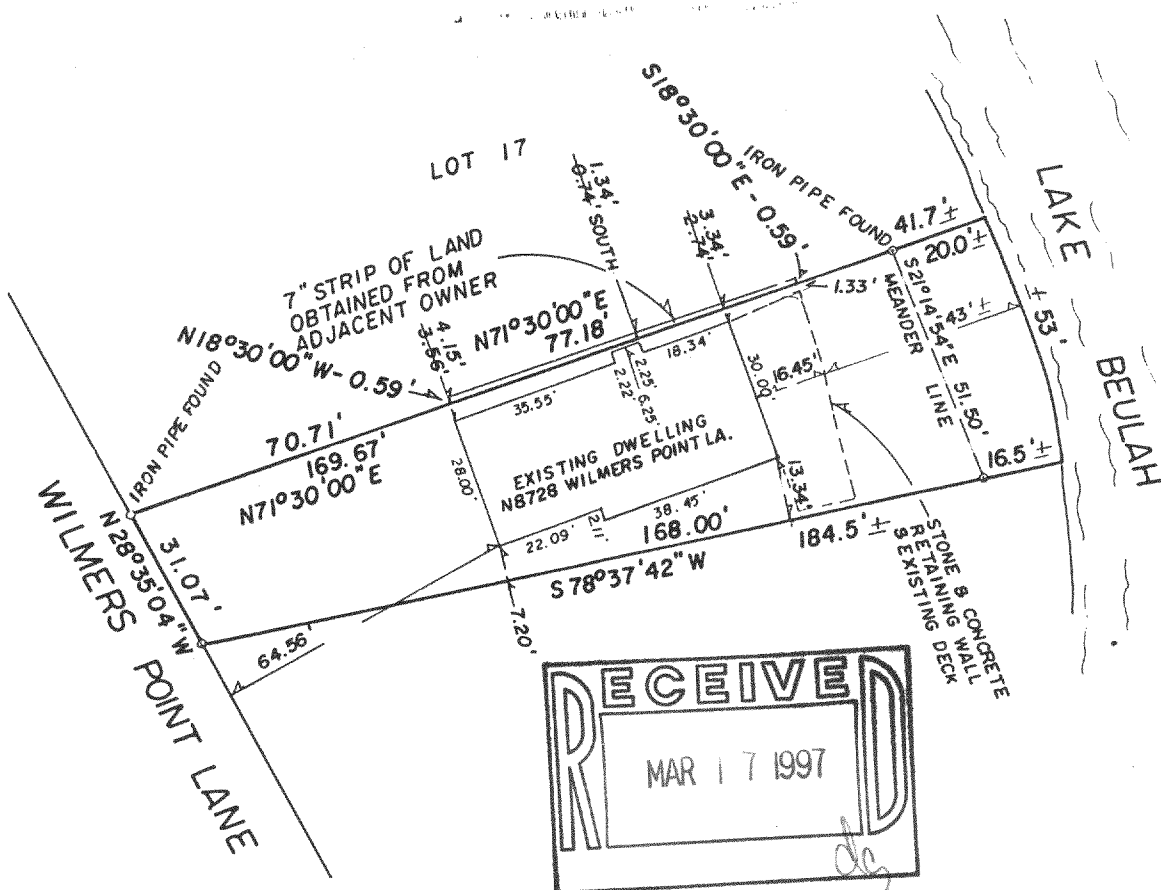 LOT 17
S18°30'00"E - 0.59'
IRON PIPE FOUND
1.34'
0.74' SOUTH
3.34'
2.74'
41.7'±
20.0'±
LAKE
BEULAH
7" STRIP OF LAND
OBTAINED FROM
ADJACENT OWNER
N71°30'00"E
77.18'
N18°30'00"W - 0.59'
4.15'
3.56'
1.33'
S21°14'54"E 51.50'
MEANDER LINE
43'±
± 53'
18.34'
35.55'
2.25'
2.22'
6.25'
30.00'
16.45'
IRON PIPE FOUND
70.71'
169.67'
N71°30'00"E
28.00'
EXISTING DWELLING
N8728 WILMERS POINT LA.
16.5'±
13.34'
38.45'
2.11'
22.09'
168.00'
184.5'±
S78°37'42"W
7.20'
STONE & CONCRETE
RETAINING WALL
& EXISTING DECK
31.07'
N28°35'04"W
WILMERS POINT LANE
64.56'
RECEIVED
MAR 17 1997